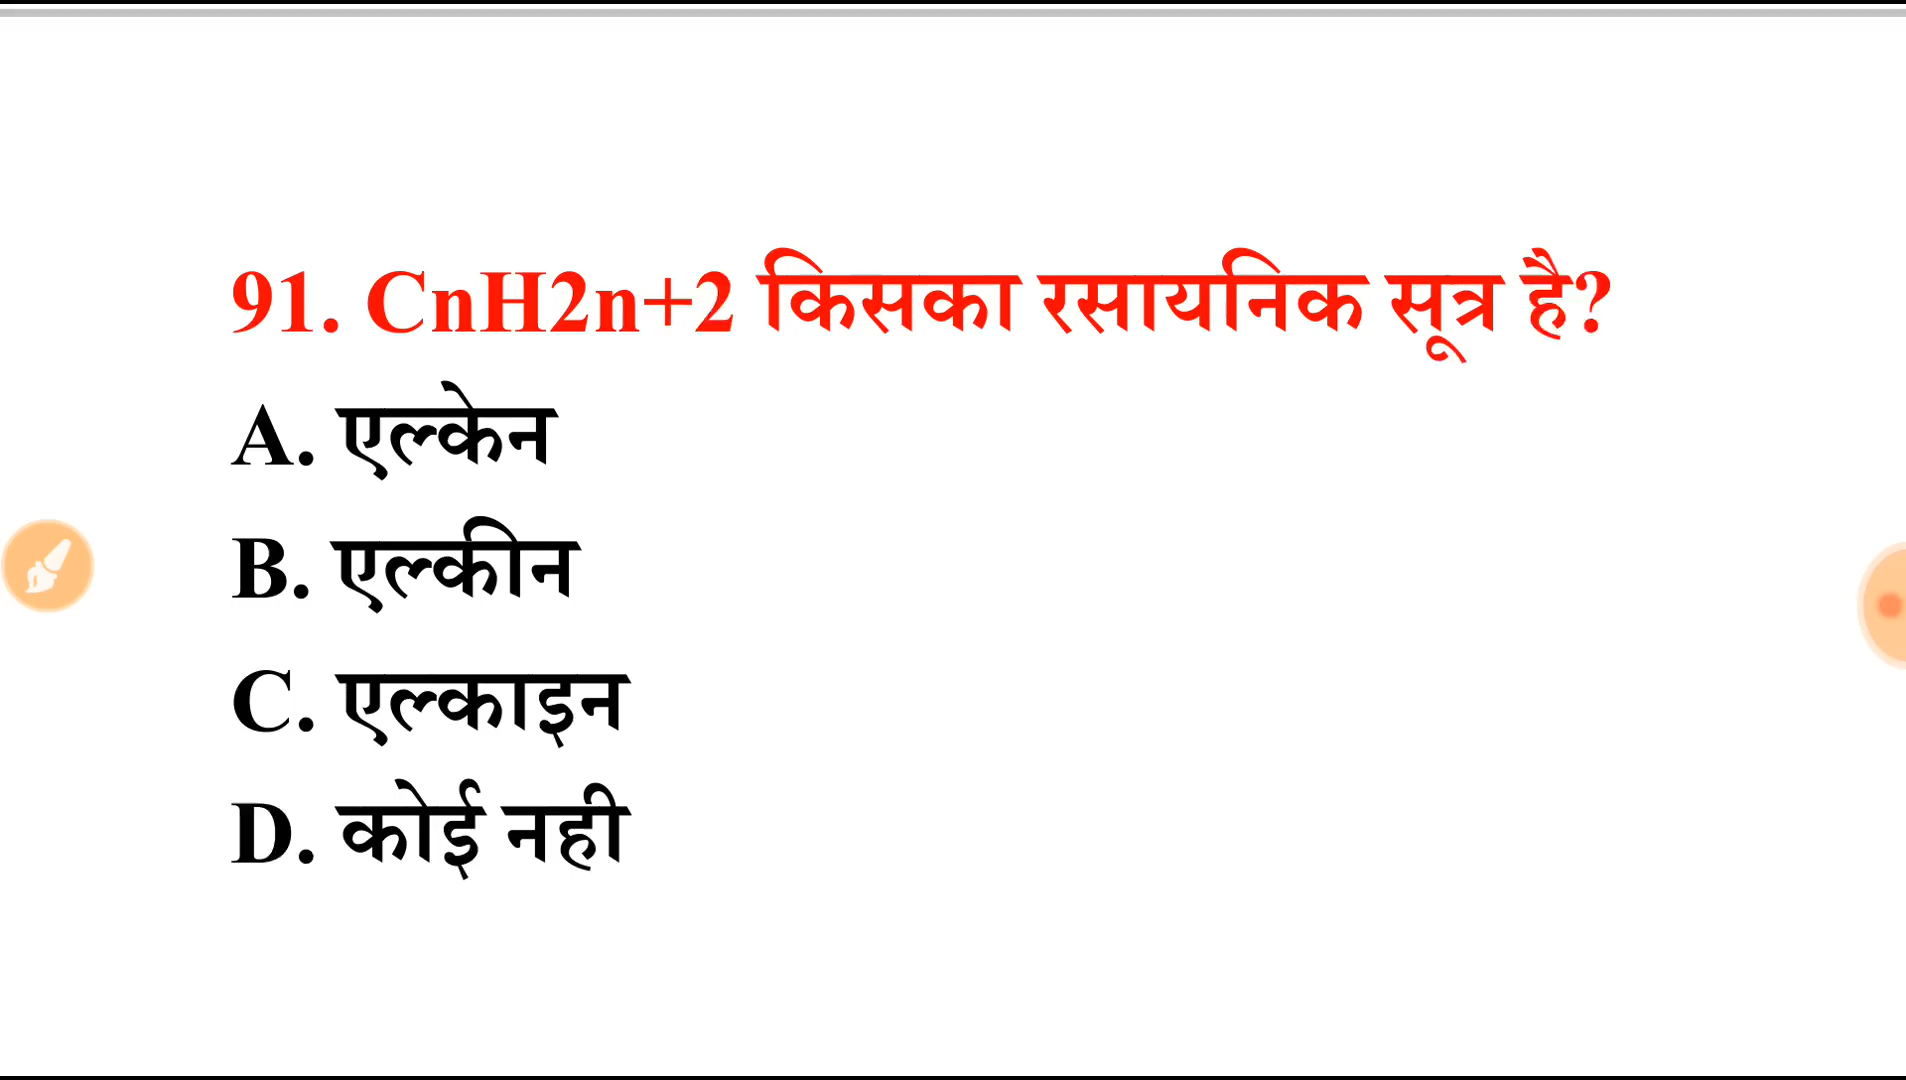 91. CnH2n+2 किसका रसायनिक सूत्र है?
A. एल्केन
B. एल्कीन
C. एल्काइन
D. कोई नही